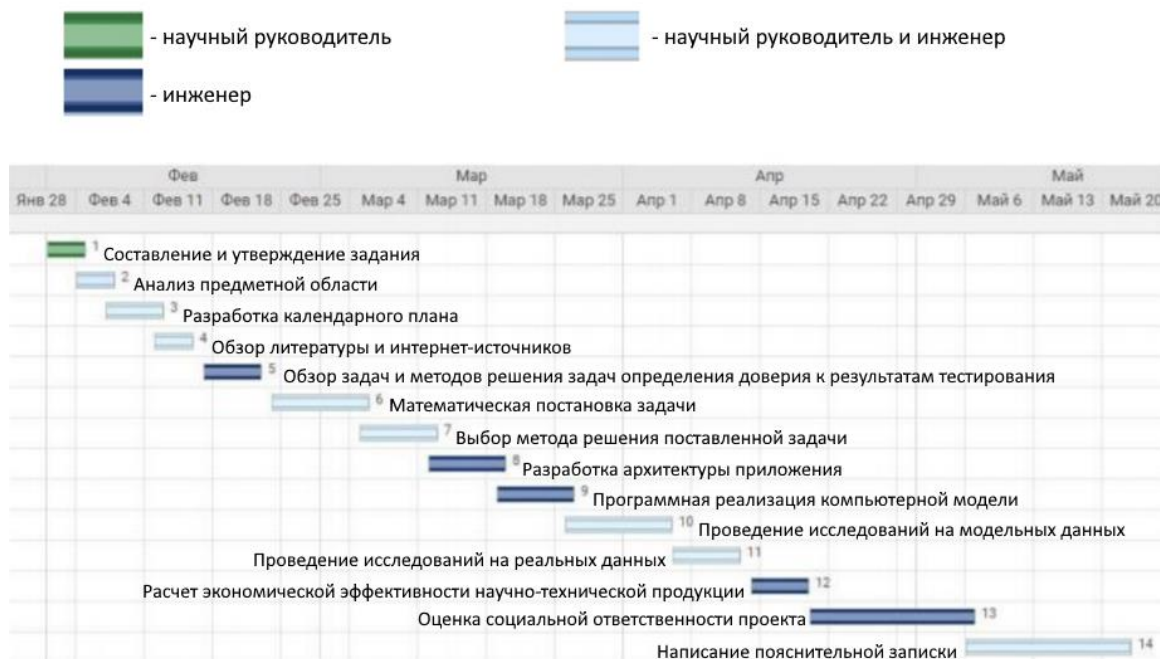 - научный руководитель
- научный руководитель и инженер
- инженер
Фев Мар Апр Май
Янв 28 Фев 4 Фев 11 Фев 18 Фев 25 Мар 4 Мар 11 Мар 18 Мар 25 Апр 1 Апр 8 Апр 15 Апр 22 Апр 29 Май 6 Май 13 Май 20
1 Составление и утверждение задания
2 Анализ предметной области
3 Разработка календарного плана
4 Обзор литературы и интернет-источников
5 Обзор задач и методов решения задач определения доверия к результатам тестирования
6 Математическая постановка задачи
7 Выбор метода решения поставленной задачи
8 Разработка архитектуры приложения
9 Программная реализация компьютерной модели
10 Проведение исследований на модельных данных
Проведение исследований на реальных данных 11
Расчет экономической эффективности научно-технической продукции 12
Оценка социальной ответственности проекта 13
Написание пояснительной записки 14